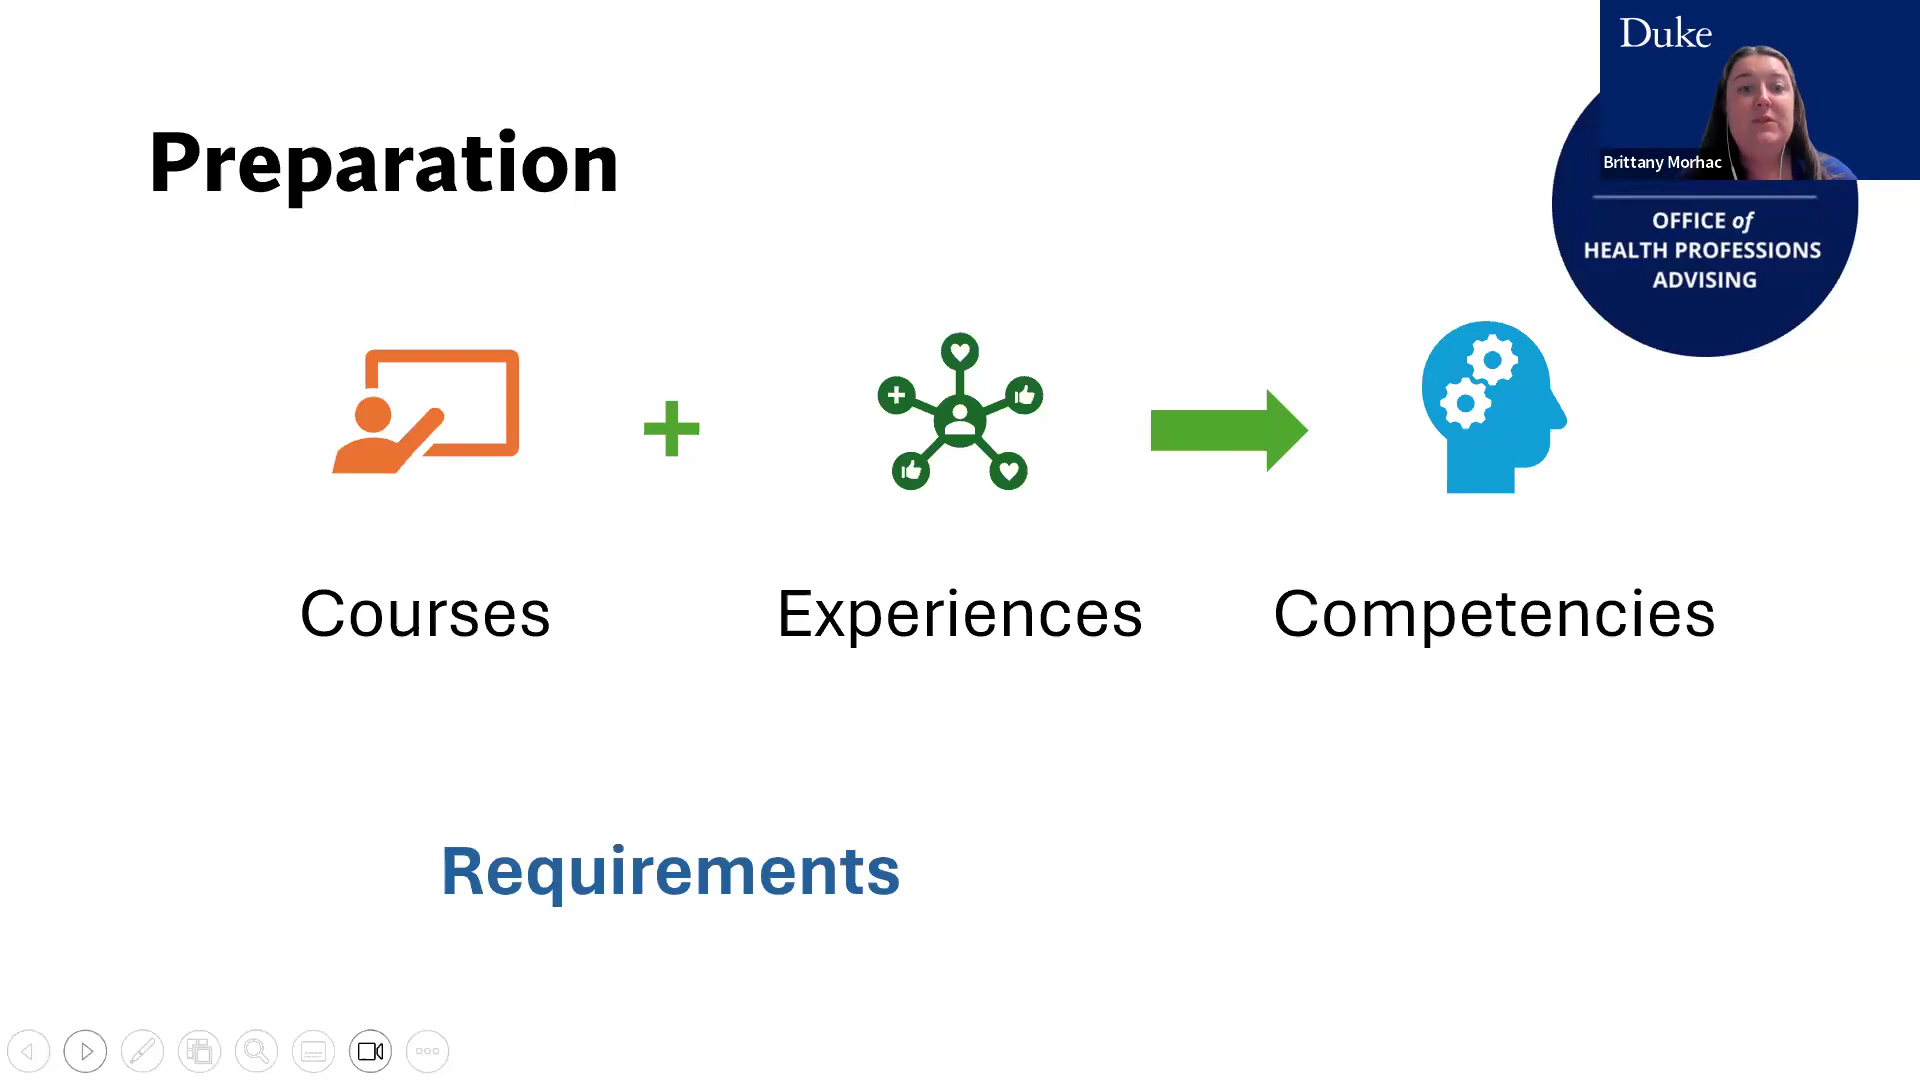 Duke
Brittany Morhac
OFFICE of
HEALTH PROFESSIONS
ADVISING
Preparation
Courses
Experiences
Competencies
Requirements